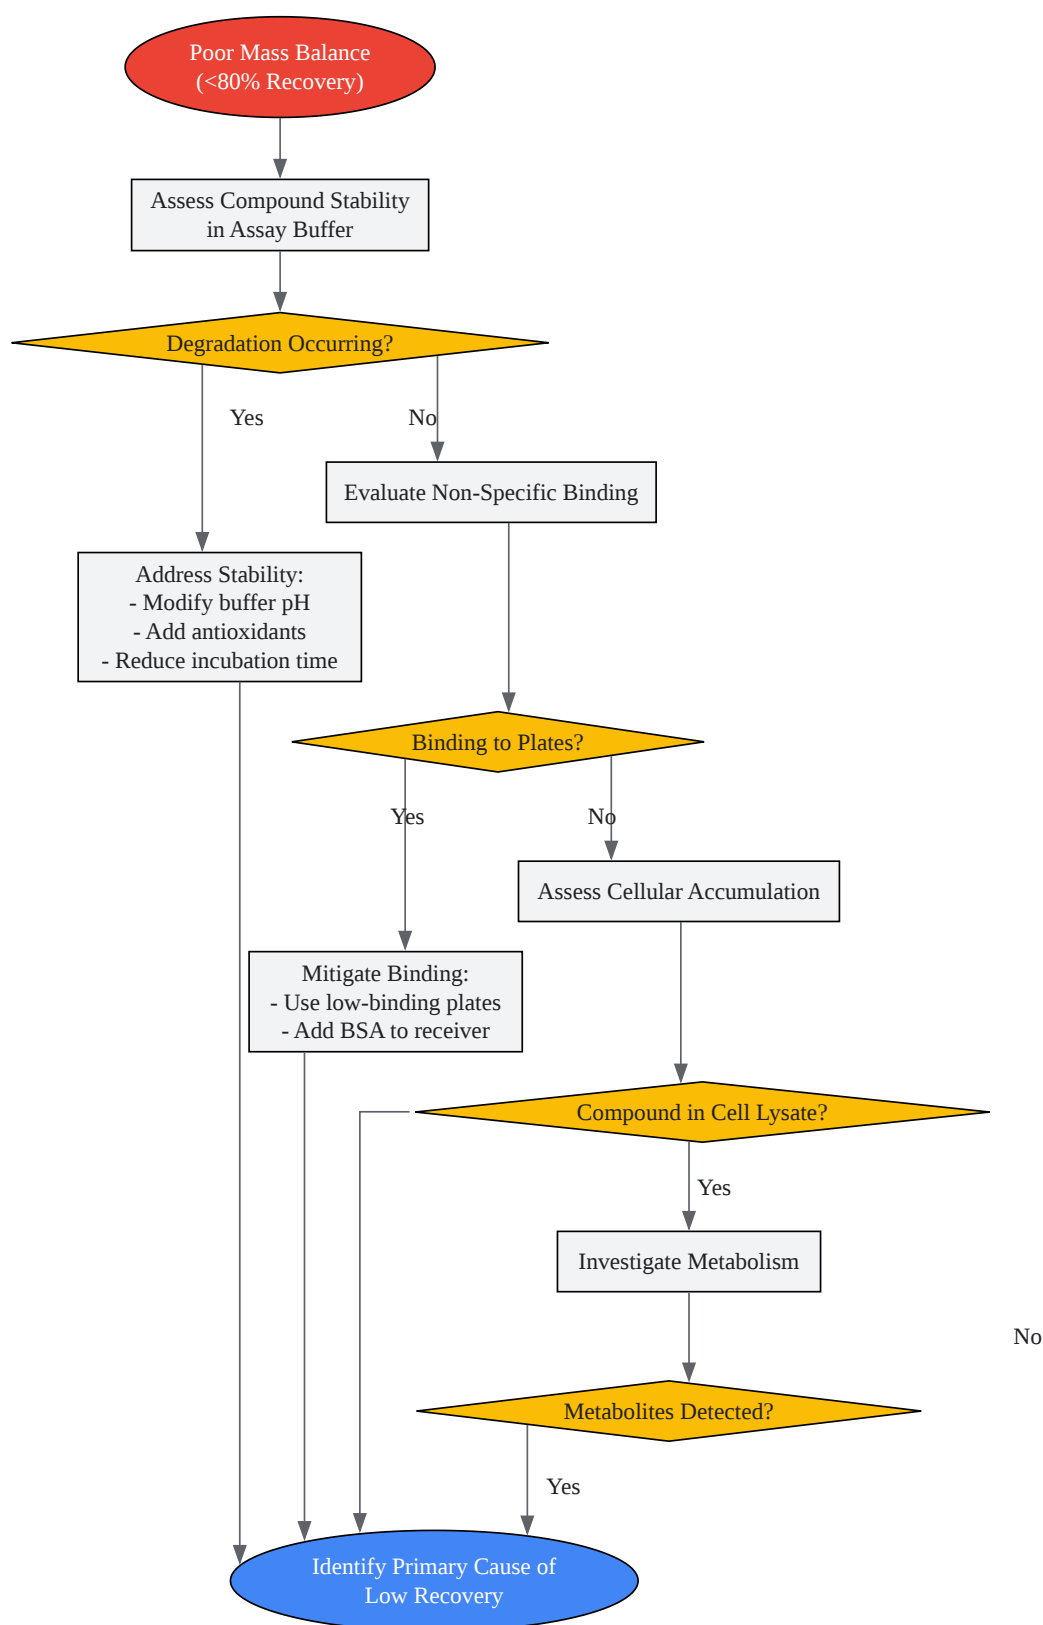 Poor Mass Balance
(<80% Recovery)
Assess Compound Stability
in Assay Buffer
Degradation Occurring?
Yes
No
Evaluate Non-Specific Binding
Address Stability:
- Modify buffer pH
- Add antioxidants
- Reduce incubation time
Binding to Plates?
Yes
No
Assess Cellular Accumulation
Mitigate Binding:
- Use low-binding plates
- Add BSA to receiver
Compound in Cell Lysate?
Yes
Investigate Metabolism
No
Metabolites Detected?
Yes
Identify Primary Cause of
Low Recovery